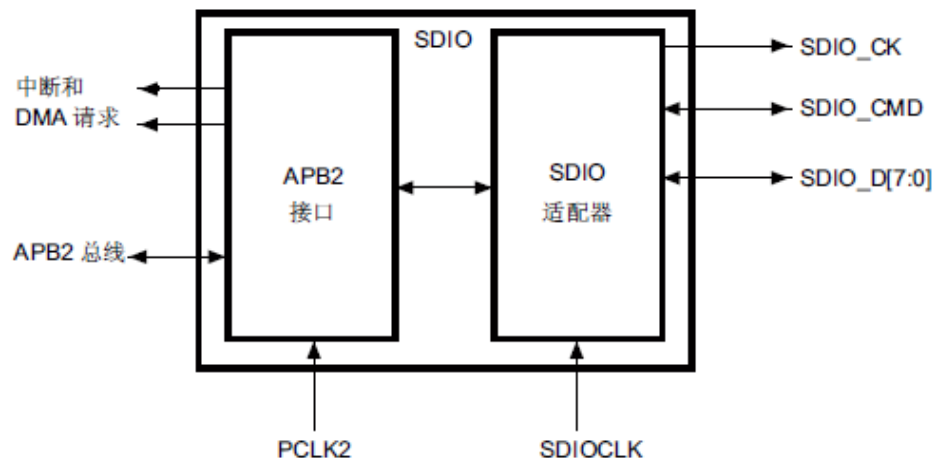 SDIO
SDIO_CK
中断和
DMA 请求
SDIO_CMD
APB2
接口
SDIO
适配器
SDIO_D[7:0]
APB2 总线
PCLK2
SDIOCLK